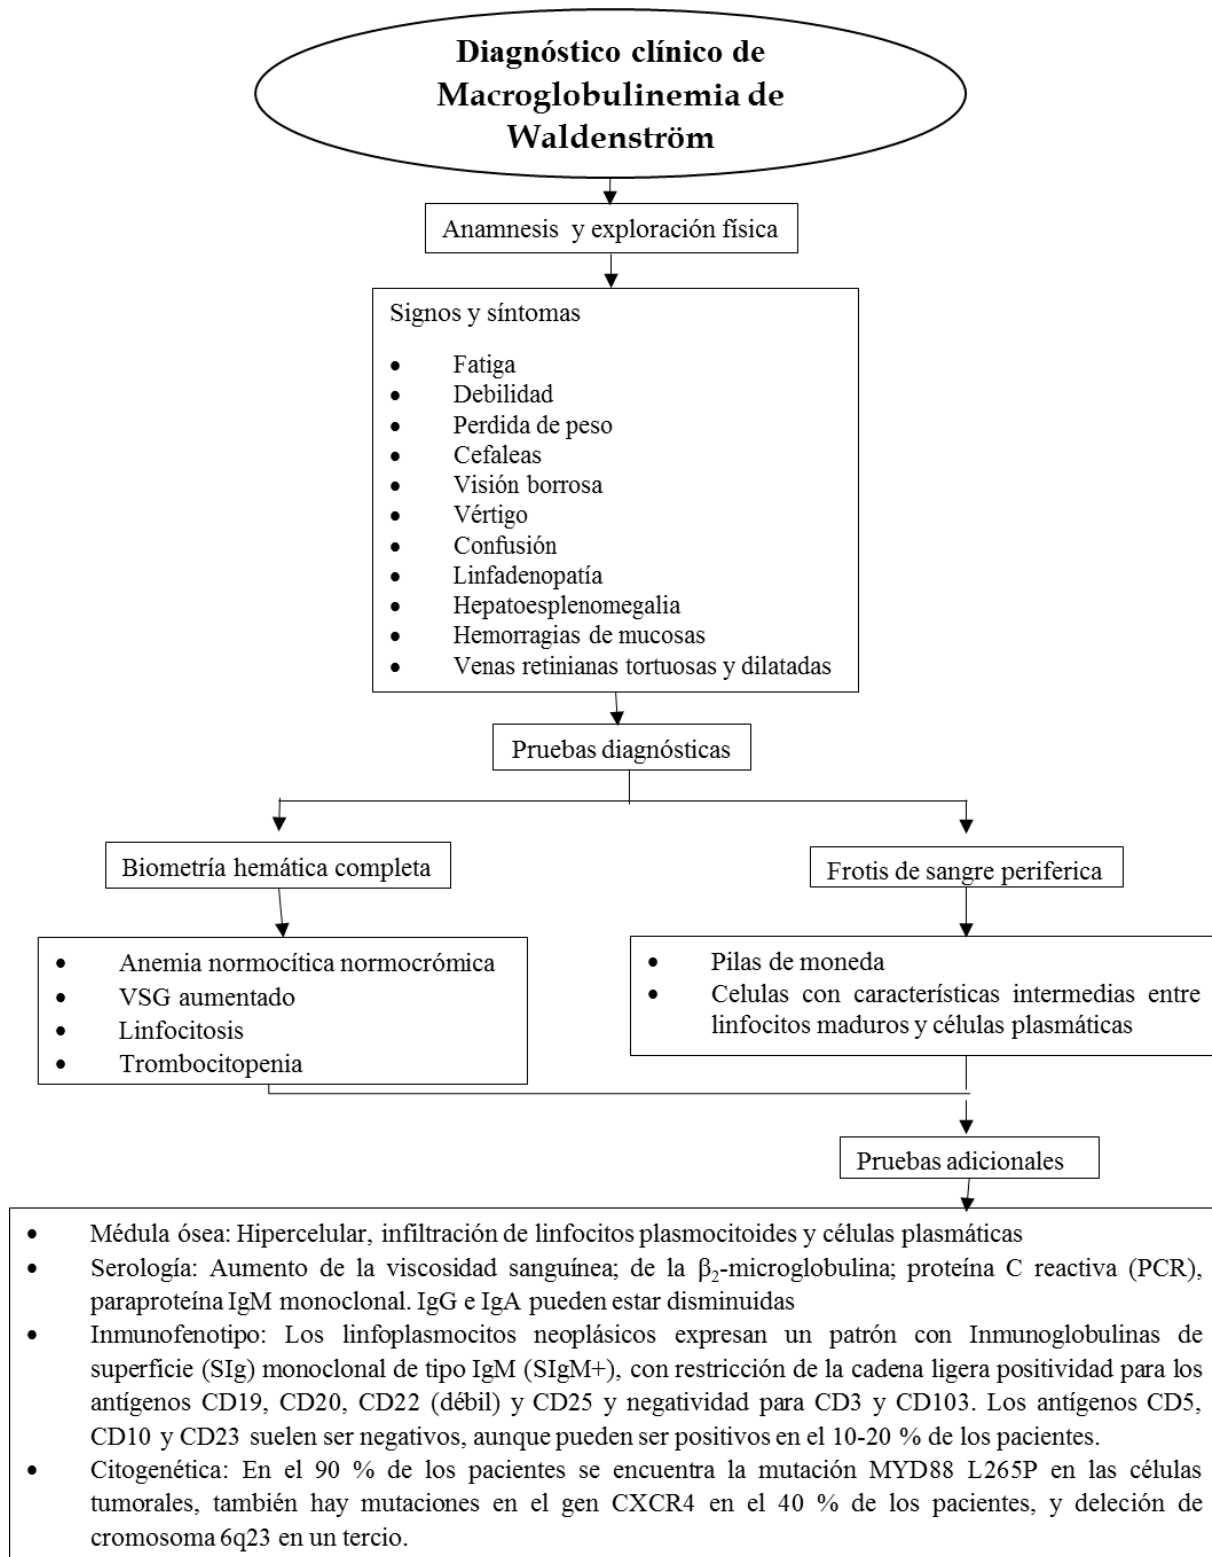 Diagnóstico clínico de
Macroglobulinemia de
Waldenström
Anamnesis y exploración física
Signos y síntomas
• Fatiga
• Debilidad
• Perdida de peso
• Cefaleas
• Visión borrosa
• Vértigo
• Confusión
• Linfadenopatía
• Hepatoesplenomegalia
• Hemorragias de mucosas
• Venas retinianas tortuosas y dilatadas
Pruebas diagnósticas
Biometría hemática completa
• Anemia normocítica normocrómica
• VSG aumentado
• Linfocitosis
• Trombocitopenia
Frotis de sangre periferica
• Pilas de moneda
• Celulas con características intermedias entre
linfocitos maduros y células plasmáticas
Pruebas adicionales
• Médula ósea: Hipercelular, infiltración de linfocitos plasmocitoides y células plasmáticas
• Serología: Aumento de la viscosidad sanguínea; de la β₂-microglobulina; proteína C reactiva (PCR),
paraproteína IgM monoclonal. IgG e IgA pueden estar disminuidas
• Inmunofenotipo: Los linfoplasmocitos neoplásicos expresan un patrón con Inmunoglobulinas de
superficie (SIg) monoclonal de tipo IgM (SIgM+), con restricción de la cadena ligera positividad para los
antígenos CD19, CD20, CD22 (débil) y CD25 y negatividad para CD3 y CD103. Los antígenos CD5,
CD10 y CD23 suelen ser negativos, aunque pueden ser positivos en el 10-20 % de los pacientes.
• Citogenética: En el 90 % de los pacientes se encuentra la mutación MYD88 L265P en las células
tumorales, también hay mutaciones en el gen CXCR4 en el 40 % de los pacientes, y deleción de
cromosoma 6q23 en un tercio.